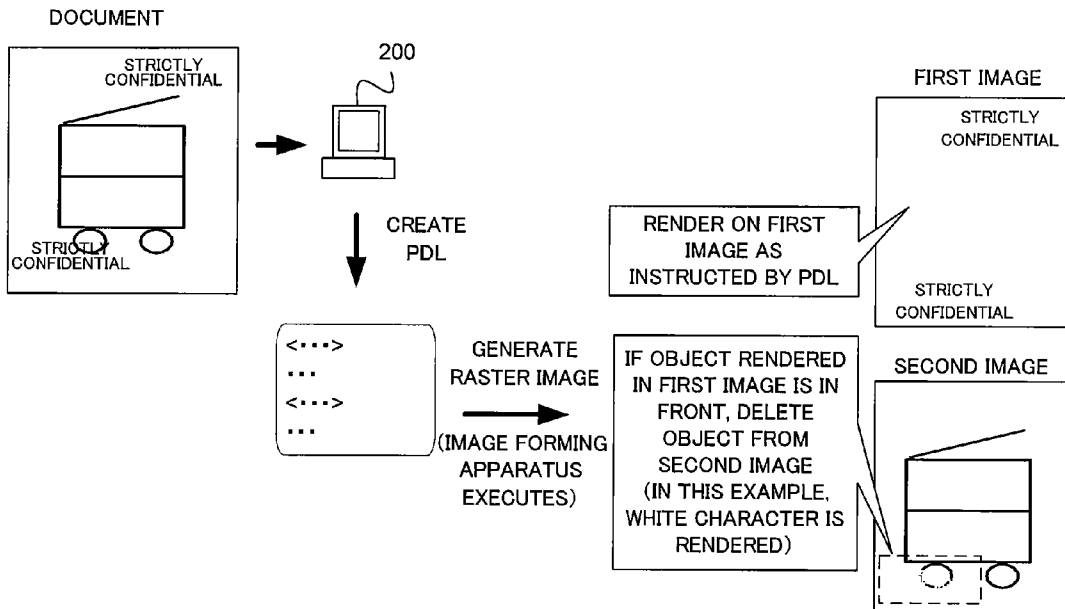 DOCUMENT
STRICTLY
CONFIDENTIAL
STRICTLY
CONFIDENTIAL
200
CREATE
PDL
<···>
···
<···>
···
GENERATE
RASTER IMAGE
(IMAGE FORMING
APPARATUS
EXECUTES)
FIRST IMAGE
STRICTLY
CONFIDENTIAL
RENDER ON FIRST
IMAGE AS
INSTRUCTED BY PDL
STRICTLY
CONFIDENTIAL
IF OBJECT RENDERED
IN FIRST IMAGE IS IN
FRONT, DELETE
OBJECT FROM
SECOND IMAGE
(IN THIS EXAMPLE,
WHITE CHARACTER IS
RENDERED)
SECOND IMAGE